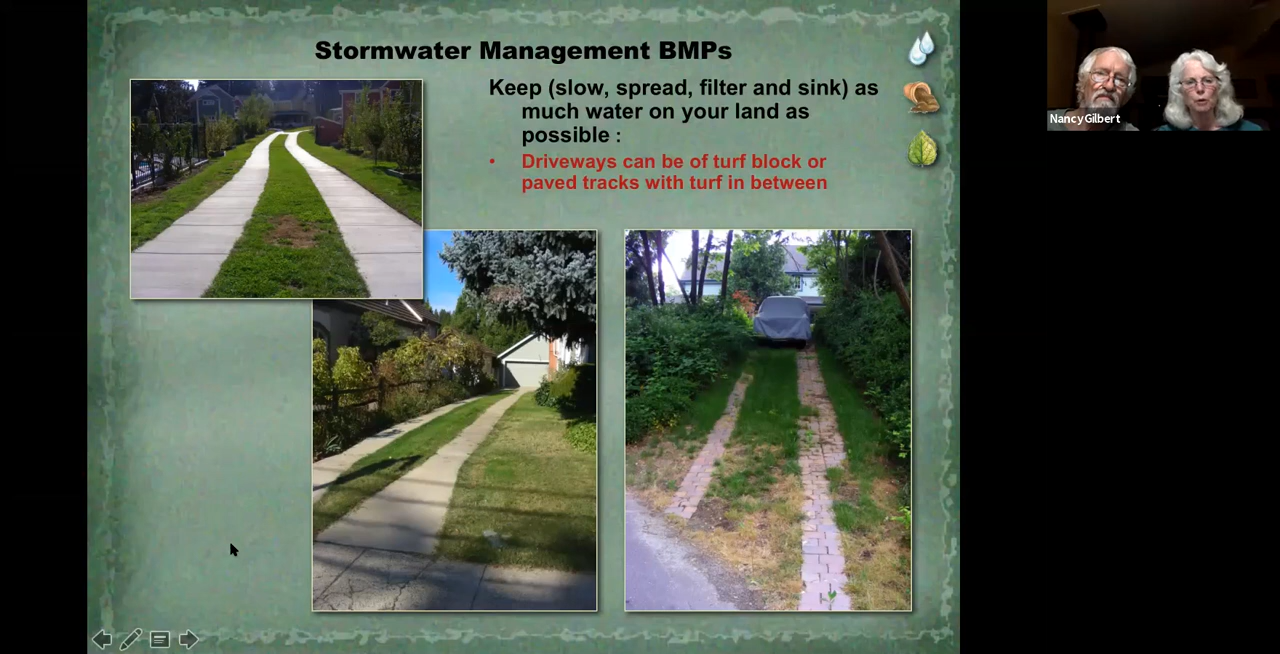 Stormwater Management BMPs
Keep (slow, spread, filter and sink) as
much water on your land as
possible :
• Driveways can be of turf block or
paved tracks with turf in between
NancyGilbert